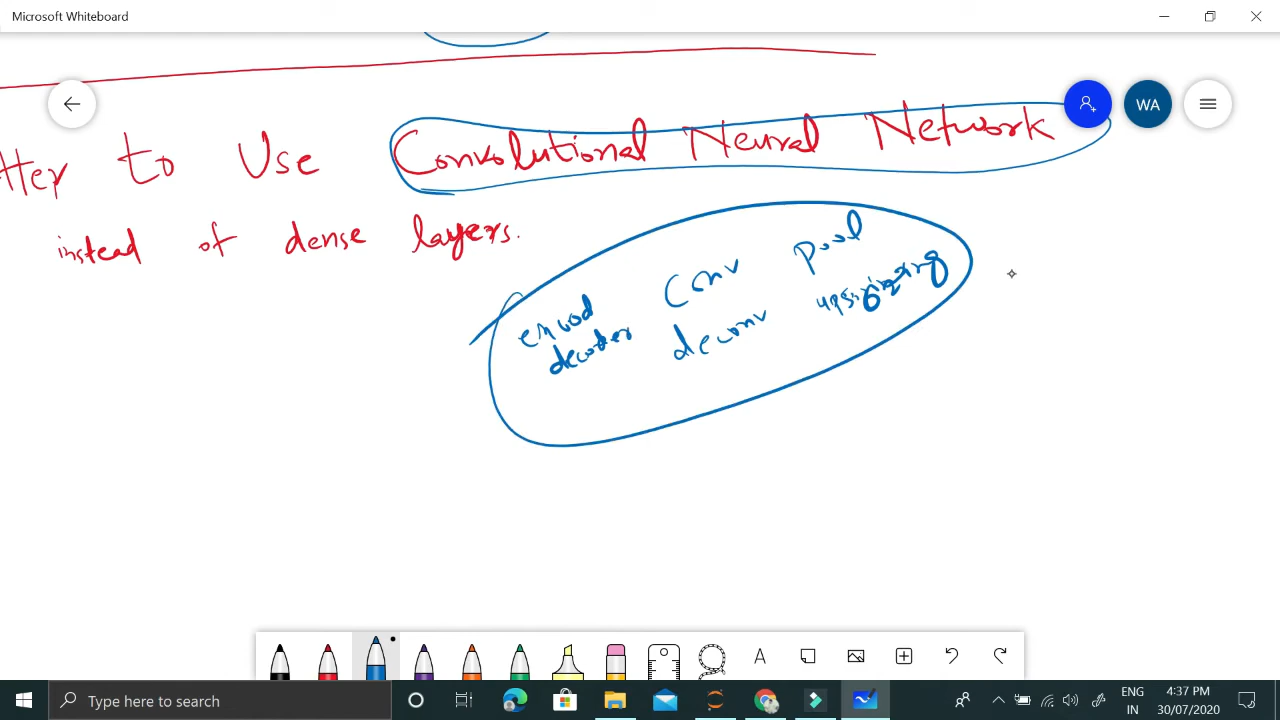 Microsoft Whiteboard
WA
tter to Use Convolutional Neural Network
instead of dense layers.
encod Conv pool
decoder deconv
Type here to search
ENG
IN
4:37 PM
30/07/2020